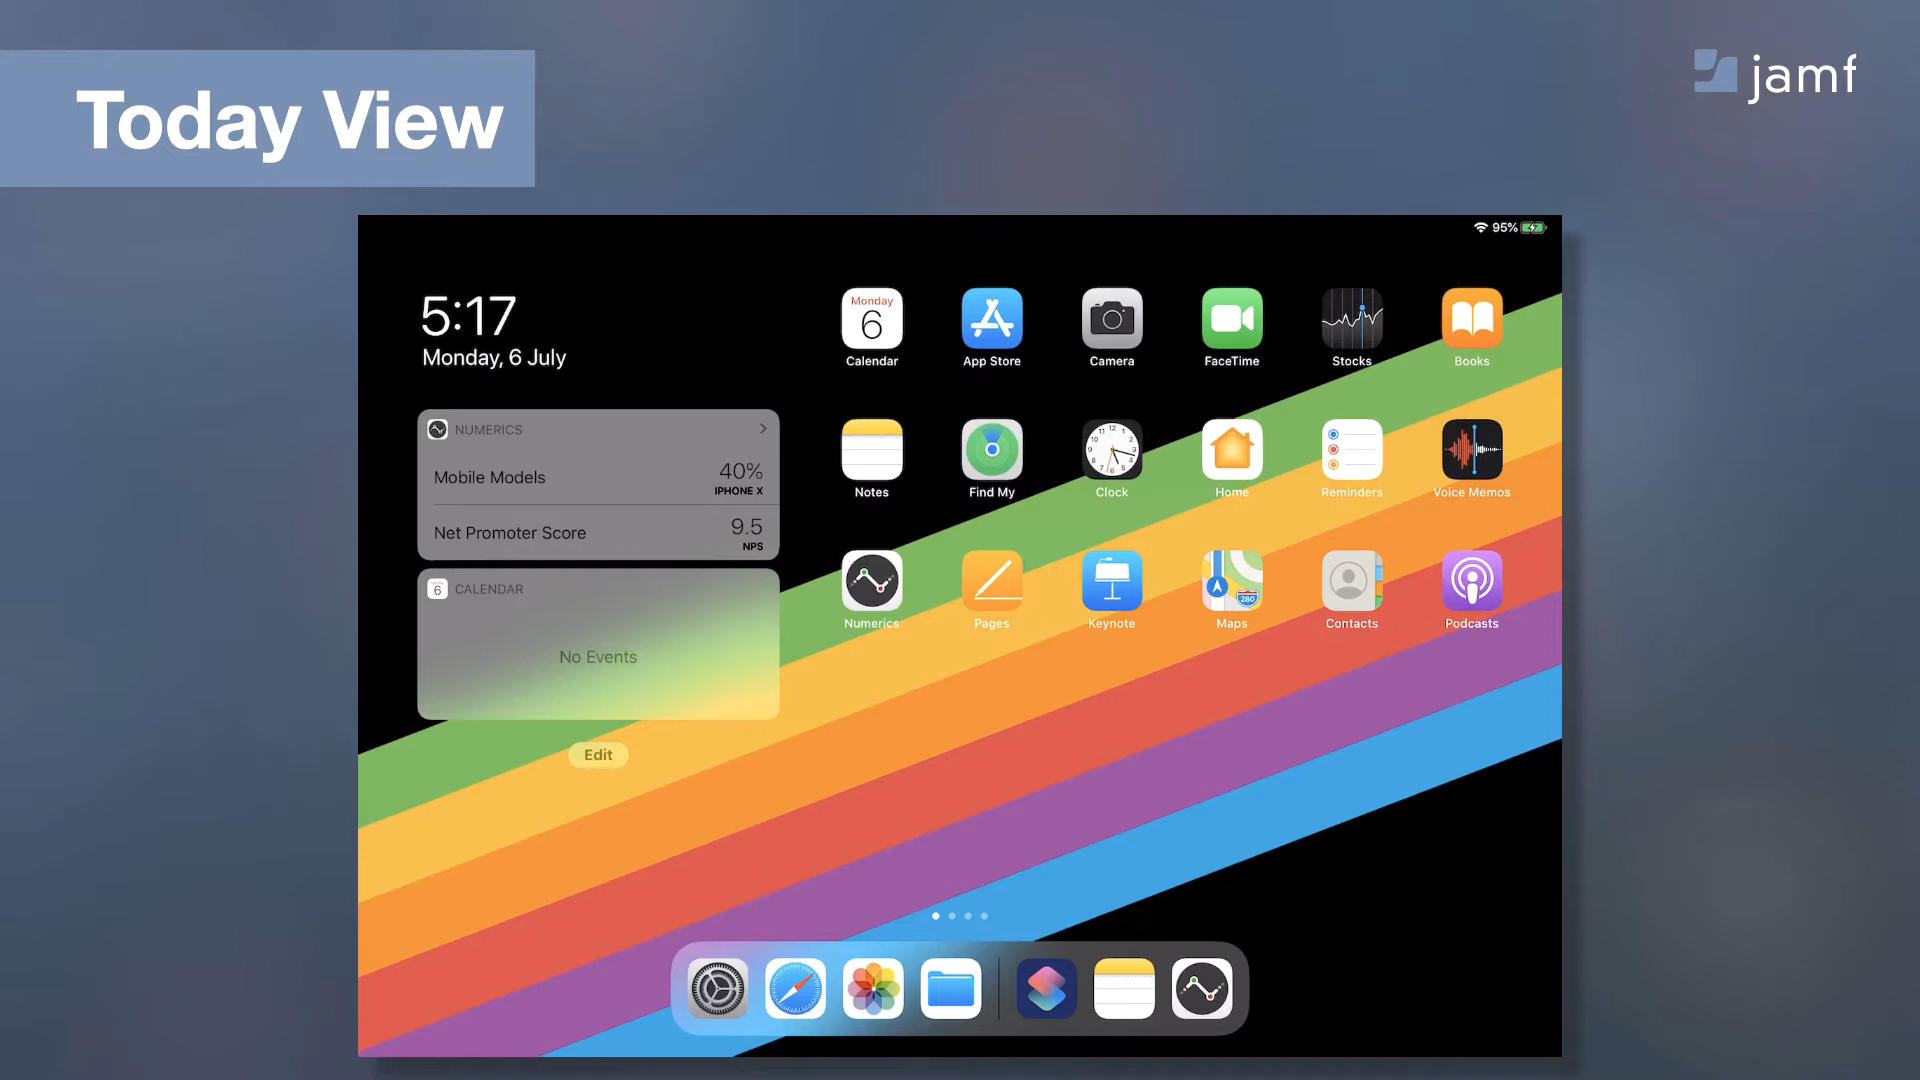 Today View
jamf
95%
5:17
Monday, 6 July
NUMERICS
Mobile Models
40%
IPHONE X
Net Promoter Score
9.5
NPS
6
CALENDAR
No Events
Edit
Monday
6
Calendar
App Store
Camera
FaceTime
Stocks
Books
Notes
Find My
Clock
Home
Reminders
Voice Memos
Numerics
Pages
Keynote
280
Maps
Contacts
Podcasts